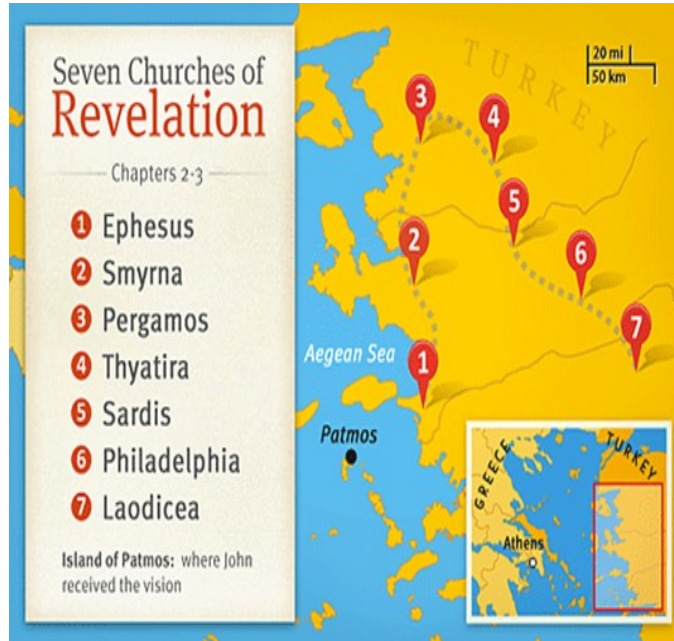 Seven Churches of
Revelation
Chapters 2-3
1 Ephesus
2 Smyrna
3 Pergamos
4 Thyatira
5 Sardis
6 Philadelphia
7 Laodicea
Island of Patmos: where John
received the vision
TURKEY
20 mi
50 km
3
4
5
2
6
7
1
Aegean Sea
Patmos
GREECE
TURKEY
Athens